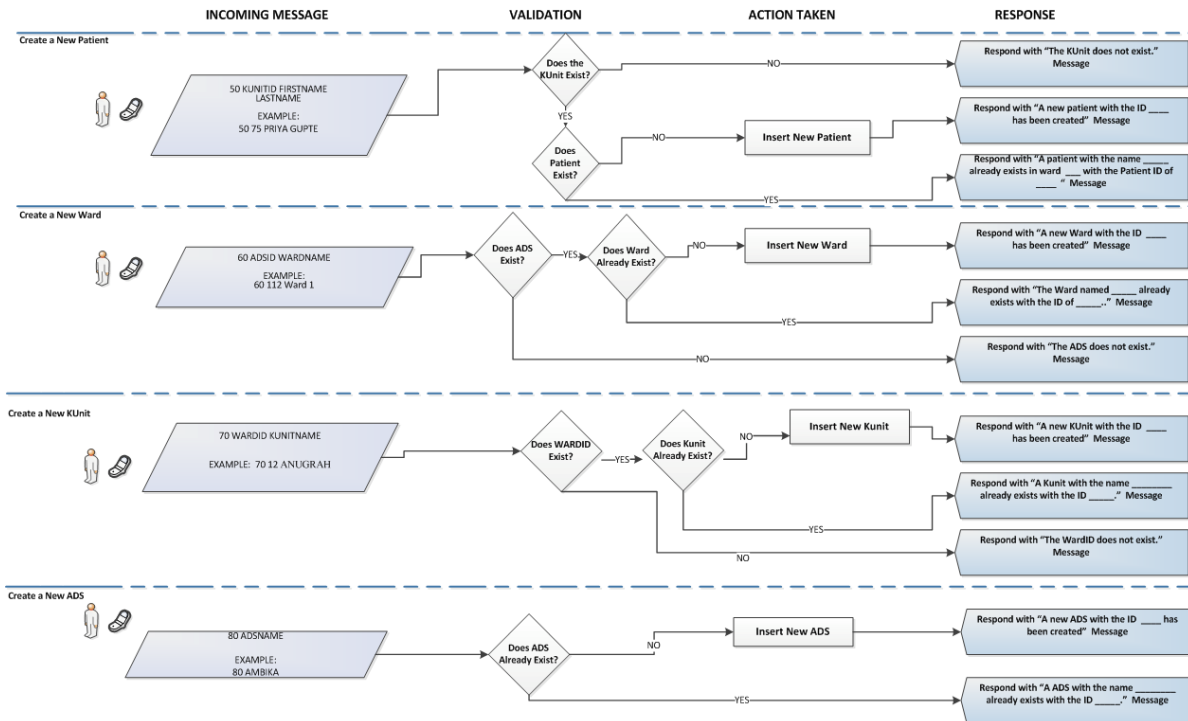 INCOMING MESSAGE
VALIDATION
ACTION TAKEN
RESPONSE
Create a New Patient
50 KUNITID FIRSTNAME
LASTNAME
EXAMPLE:
50 75 PRIYA GUPTE
Does the
KUnit Exist?
NO
Respond with “The KUnit does not exist.”
Message
YES
Does
Patient
Exist?
NO
Insert New Patient
Respond with “A new patient with the ID ____
has been created” Message
YES
Respond with “A patient with the name _____
already exists in ward ___ with the Patient ID of
____ “ Message
Create a New Ward
60 ADSID WARDNAME
EXAMPLE:
60 112 Ward 1
Does ADS
Exist?
YES
Does Ward
Already Exist?
NO
Insert New Ward
Respond with “A new Ward with the ID ____
has been created” Message
YES
Respond with “The Ward named _____ already
exists with the ID of _____..” Message
NO
Respond with “The ADS does not exist.”
Message
Create a New KUnit
70 WARDID KUNITNAME
EXAMPLE: 70 12 ANUGRAH
Does WARDID
Exist?
YES
Does Kunit
Already Exist?
NO
Insert New Kunit
Respond with “A new KUnit with the ID ____
has been created” Message
YES
Respond with “A Kunit with the name ________
already exists with the ID _____.” Message
NO
Respond with “The WardID does not exist.”
Message
Create a New ADS
80 ADSNAME
EXAMPLE:
80 AMBIKA
Does ADS
Already Exist?
NO
Insert New ADS
Respond with “A new ADS with the ID ____ has
been created” Message
YES
Respond with “A ADS with the name ________
already exists with the ID _____.” Message